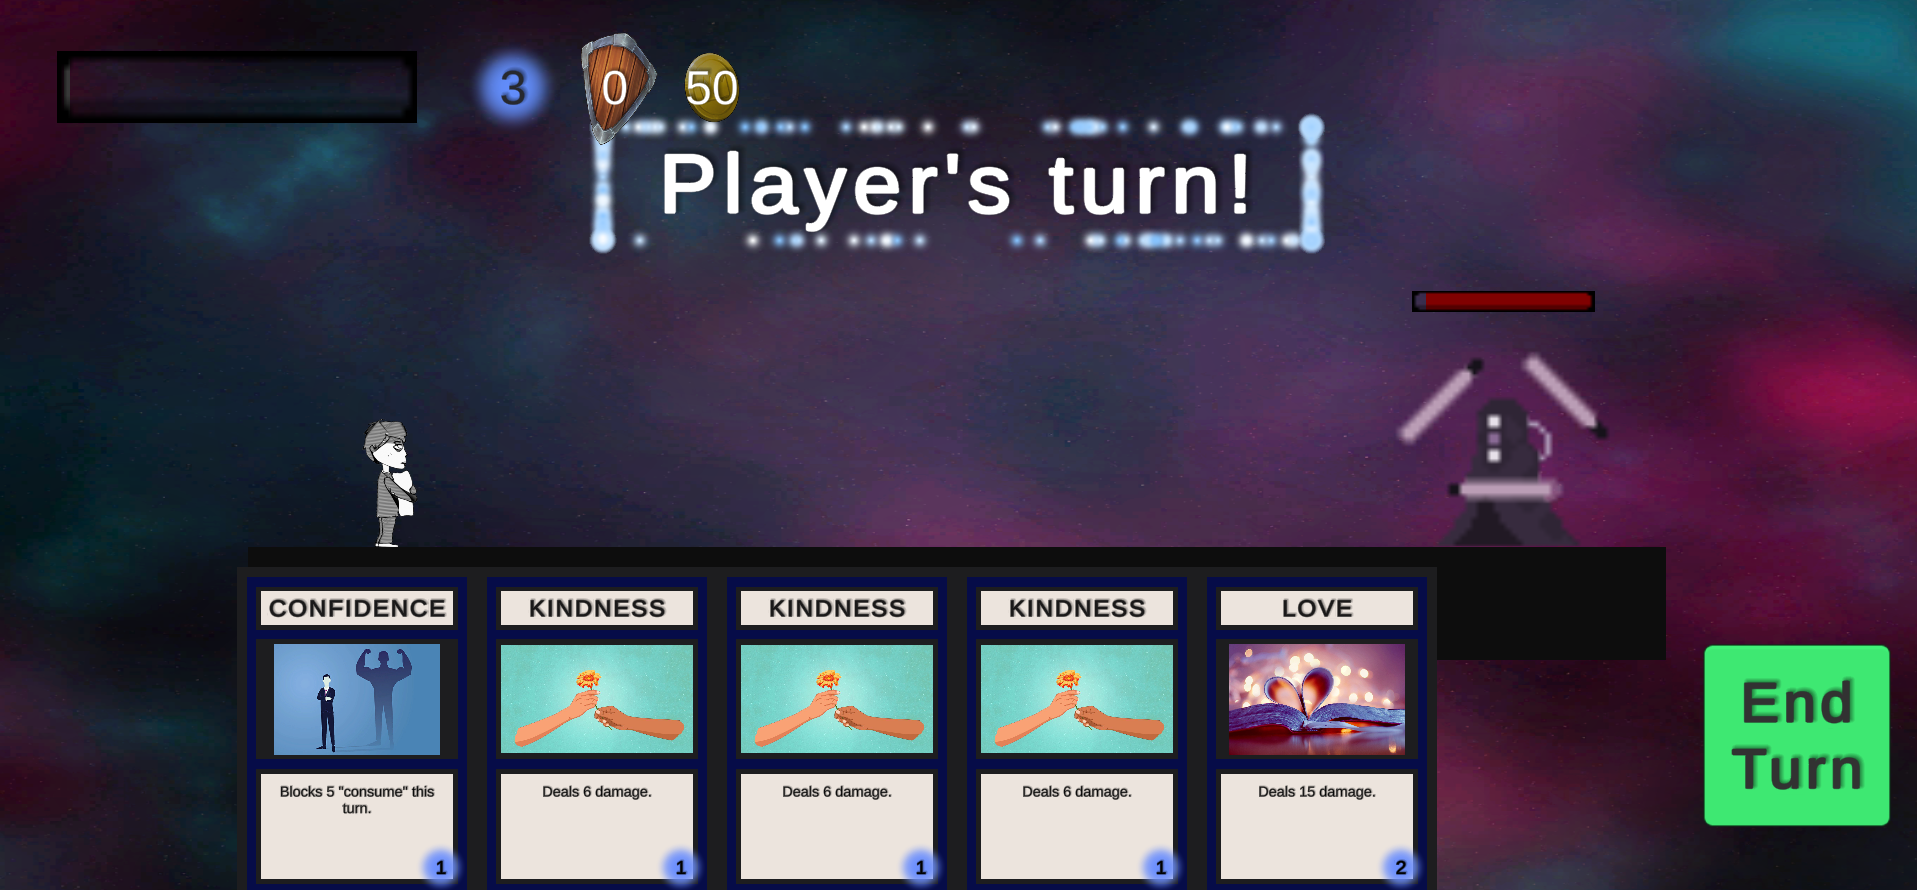 3
0
50
Player's turn!
CONFIDENCE
Blocks 5 "consume" this
turn.
1
KINDNESS
Deals 6 damage.
1
KINDNESS
Deals 6 damage.
1
KINDNESS
Deals 6 damage.
1
LOVE
Deals 15 damage.
2
End
Turn